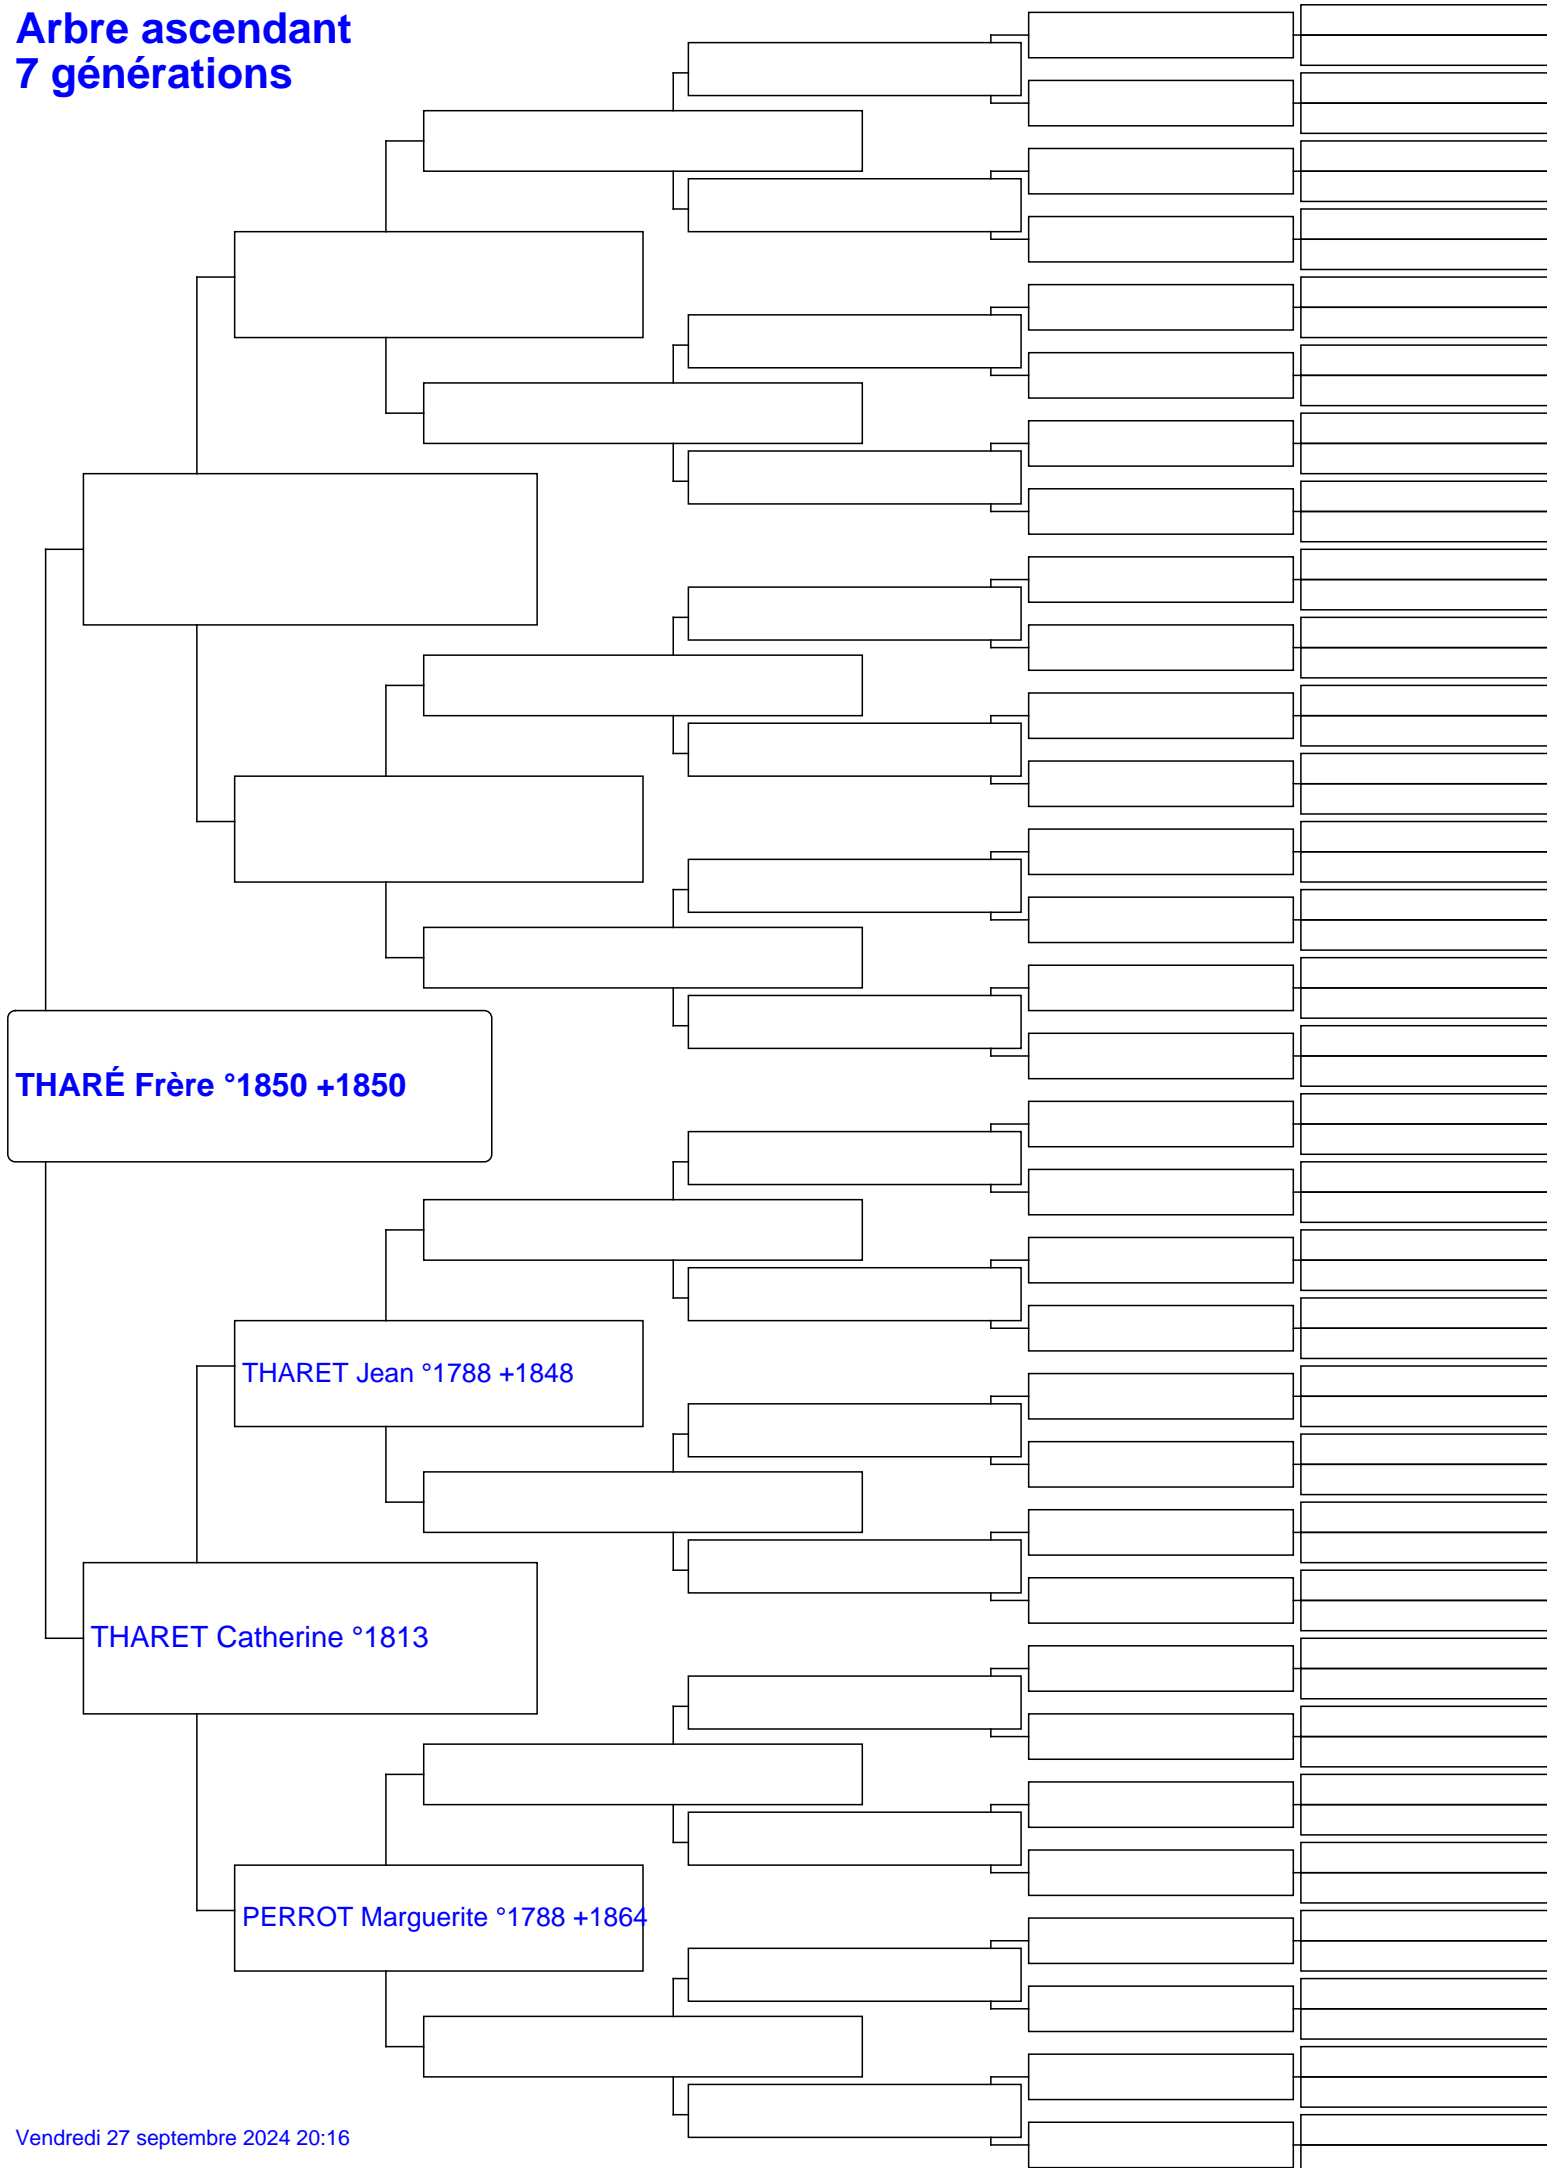 Arbre ascendant
7 générations
THARÉ Frère °1850 +1850
THARET Jean °1788 +1848
THARET Catherine °1813
PERROT Marguerite °1788 +1864
Vendredi 27 septembre 2024 20:16